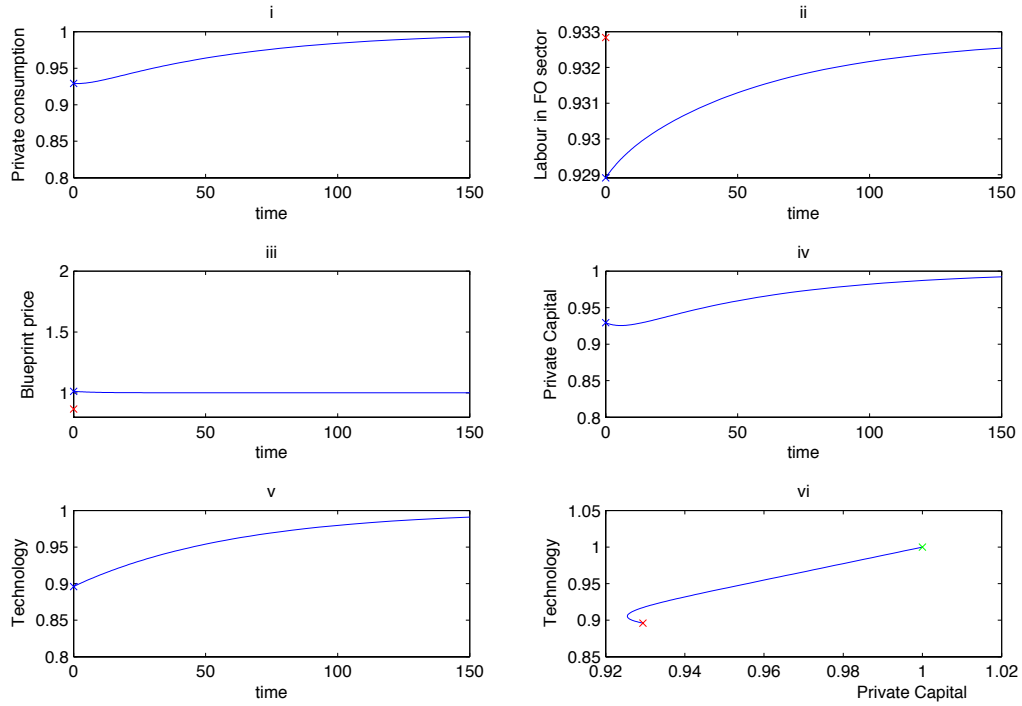 i
Private consumption
1
0.95
0.9
0.85
0.8
0 50 100 150
time
ii
Labour in FO sector
0.933
0.932
0.931
0.93
0.929
0 50 100 150
time
iii
Blueprint price
2
1.5
1
0 50 100 150
time
iv
Private Capital
1
0.95
0.9
0.85
0.8
0 50 100 150
time
v
Technology
1
0.95
0.9
0.85
0.8
0 50 100 150
time
vi
Technology
1.05
1
0.95
0.9
0.85
0.92 0.94 0.96 0.98 1 1.02
Private Capital